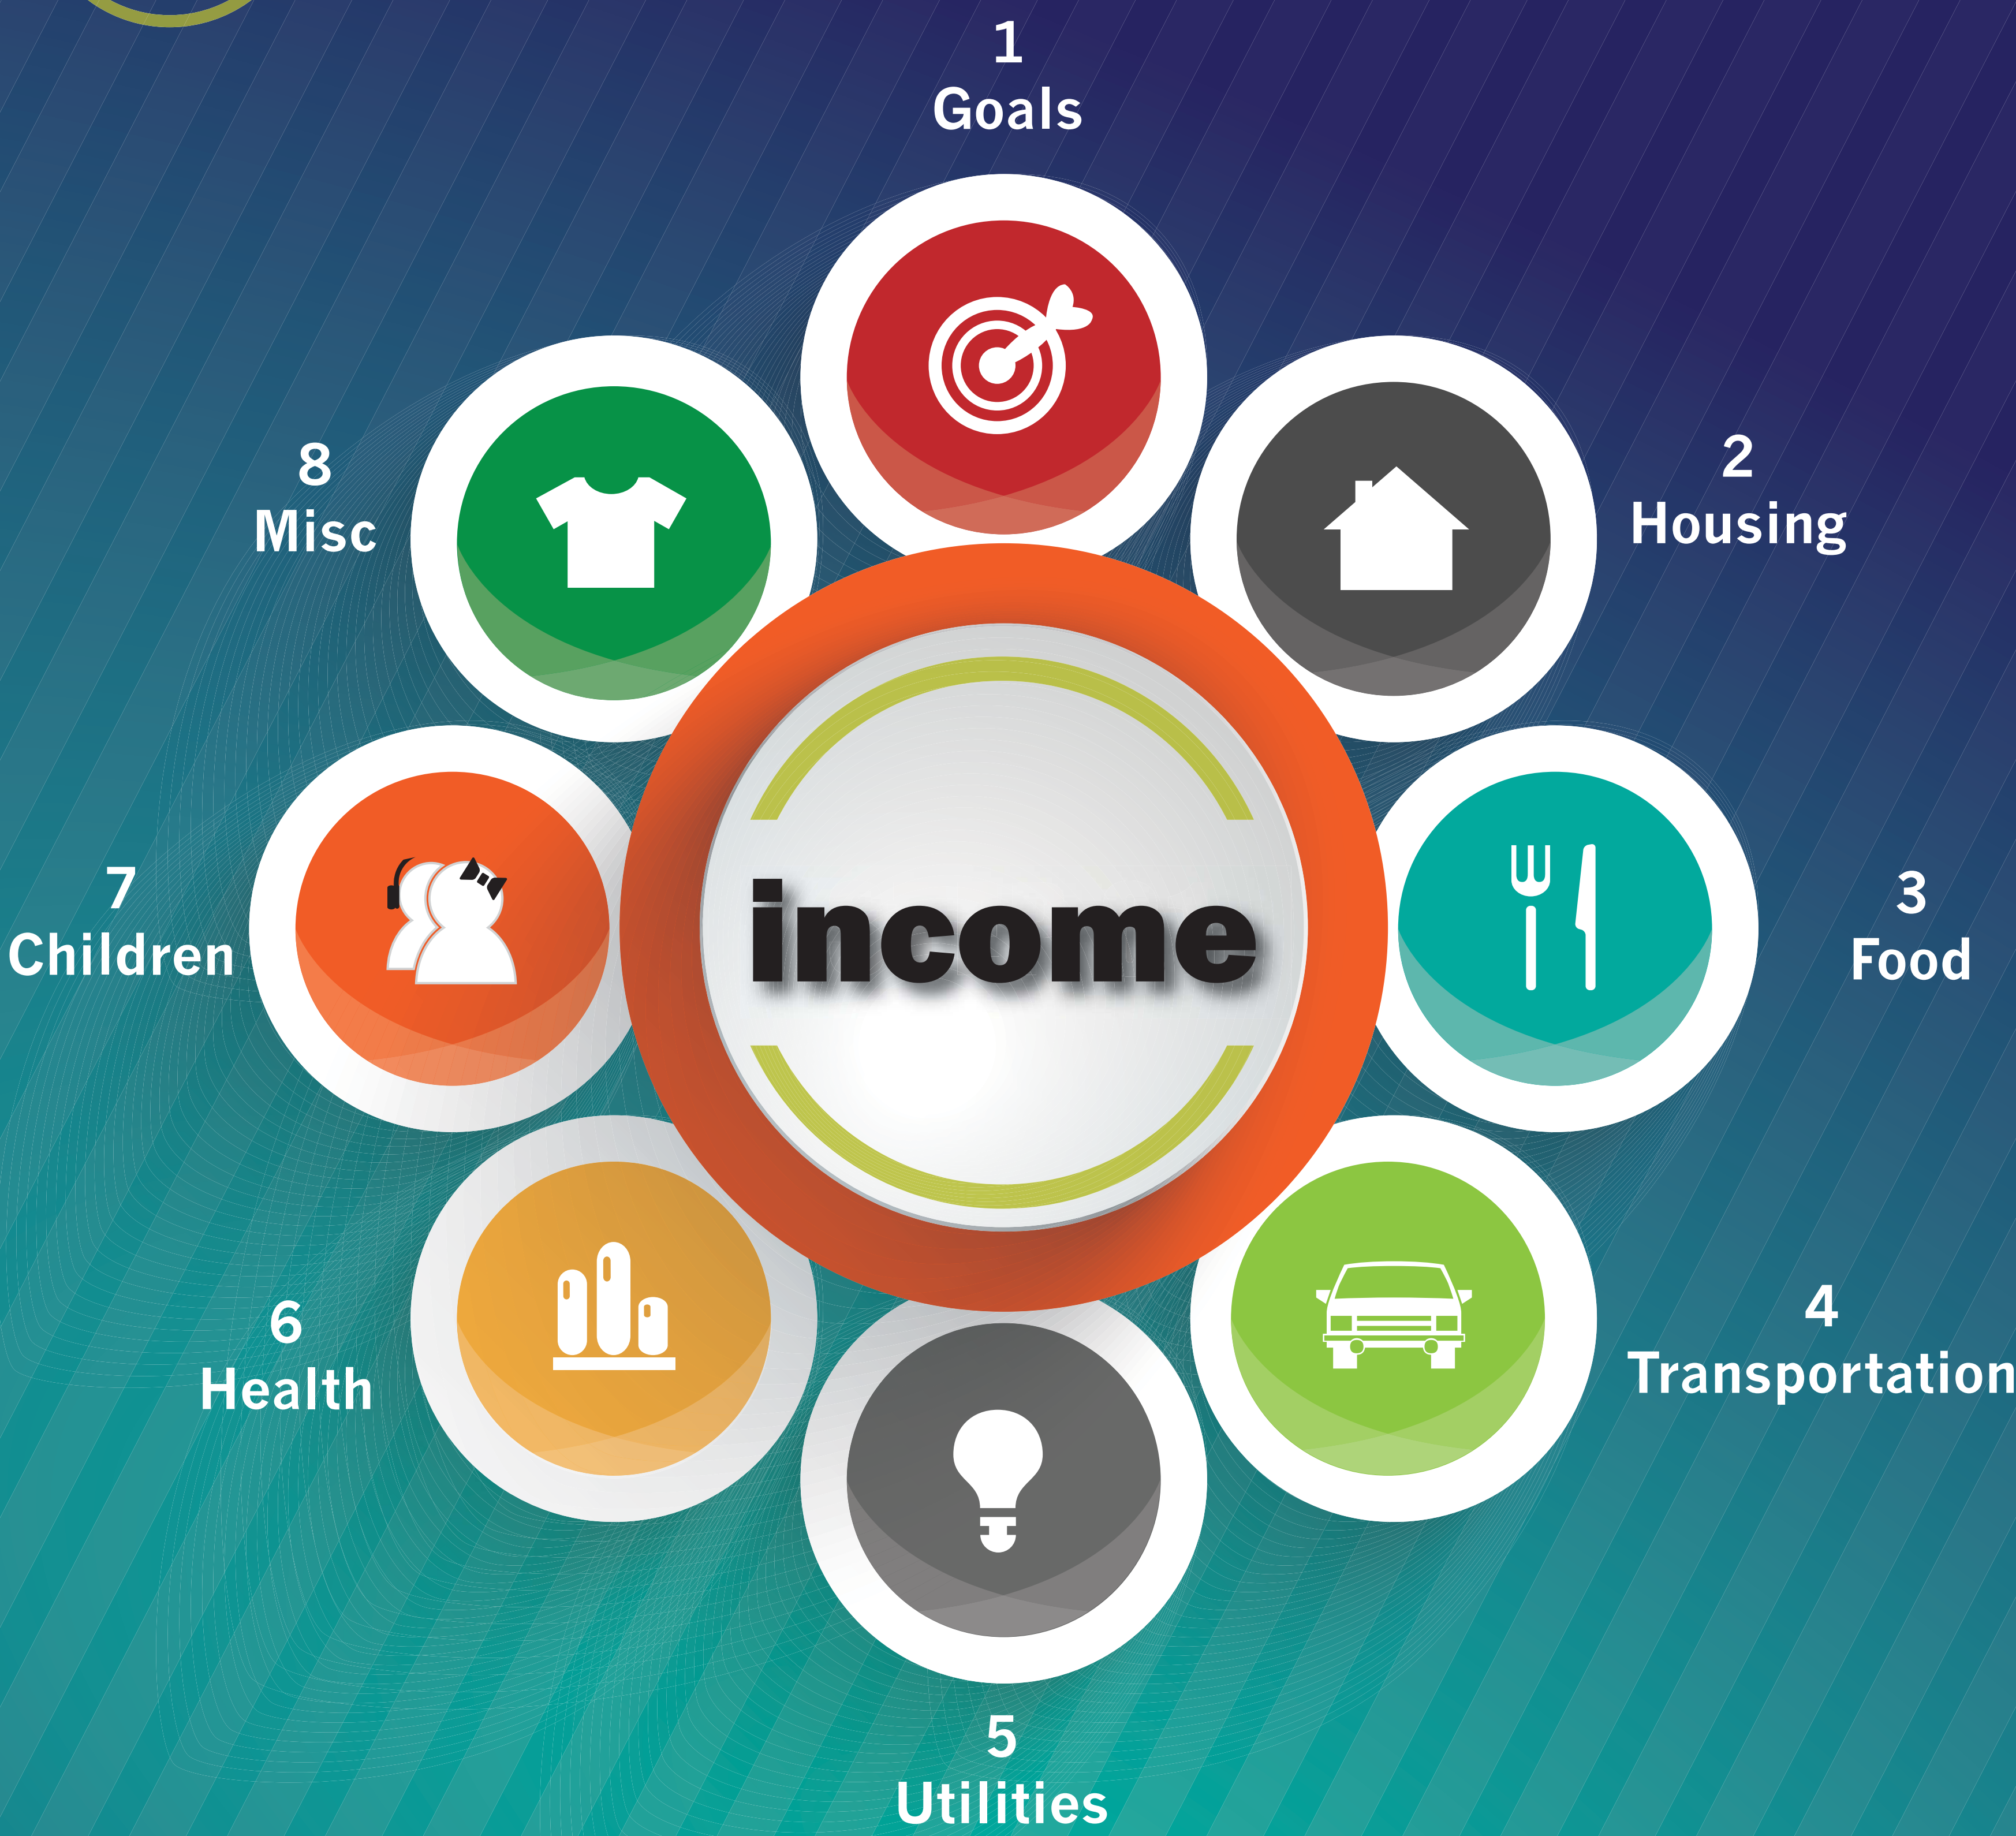 1
Goals
2
Housing
3
Food
4
Transportation
5
Utilities
6
Health
7
Children
8
Misc
income